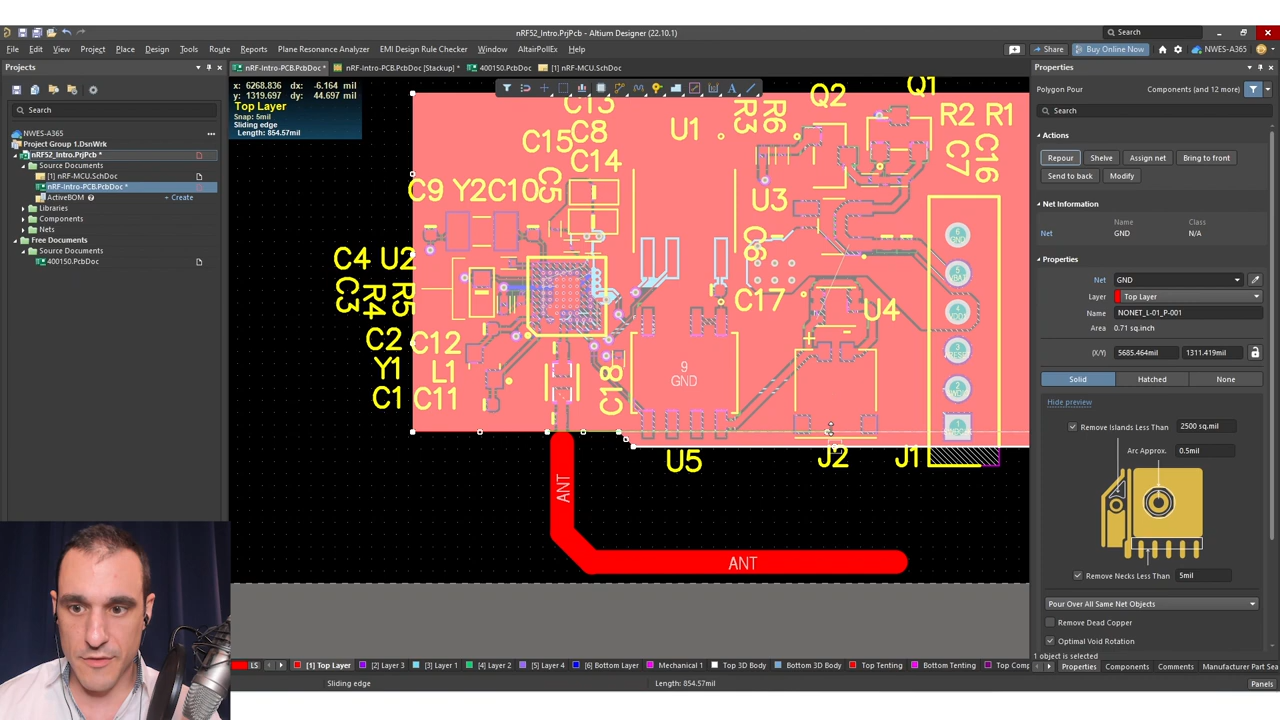 nRF52_Intro.PrjPcb * - Altium Designer (22.10.1)
Search
File Edit View Project Place Design Tools Route Reports Plane Resonance Analyzer EMI Design Rule Checker Window AltairPollEx Help
Share Buy Online Now NWES-A365
Projects
nRF-Intro-PCB.PcbDoc * nRF-Intro-PCB.PcbDoc [Stackup] * 400150.PcbDoc [1] nRF-MCU.SchDoc
Search
NWES-A365
Project Group 1.DsnWrk
nRF52_Intro.PrjPcb *
Source Documents
[1] nRF-MCU.SchDoc
nRF-Intro-PCB.PcbDoc *
ActiveBOM + Create
Libraries
Components
Nets
Free Documents
Source Documents
400150.PcbDoc
x: 6268.836 dx: -6.164 mil
y: 1319.697 dy: 44.697 mil
Top Layer
Snap: 5mil
Sliding edge
Length: 854.57mil
C13
Q2
Q1
C15
C8
U1
R3
R6
R2 R1
C14
C7
C16
C9 Y2 C10
C5
U3
C4 U2
C6
C3
R4
R5
C17
U4
C2
C12
Y1
L1
C18
9
GND
C1 C11
U5
J2
J1
ANT
ANT
Properties
Polygon Pour Components (and 12 more)
Search
Actions
Repour Shelve Assign net Bring to front
Send to back Modify
Net Information
Name Class
Net GND N/A
Properties
Net GND
Layer Top Layer
Name NONET_L-01_P-001
Area 0.71 sq.inch
(X/Y) 5685.464mil 1311.419mil
Solid Hatched None
Hide preview
Remove Islands Less Than 2500 sq.mil
Arc Approx. 0.5mil
Remove Necks Less Than 5mil
Pour Over All Same Net Objects
Remove Dead Copper
Optimal Void Rotation
1 object is selected
LS [1] Top Layer [2] Layer 3 [3] Layer 1 [4] Layer 2 [5] Layer 4 [6] Bottom Layer Mechanical 1 Top 3D Body Bottom 3D Body Top Tenting Bottom Tenting Top Comp
Properties Components Comments Manufacturer Part Sea
Sliding edge Length: 854.57mil Panels